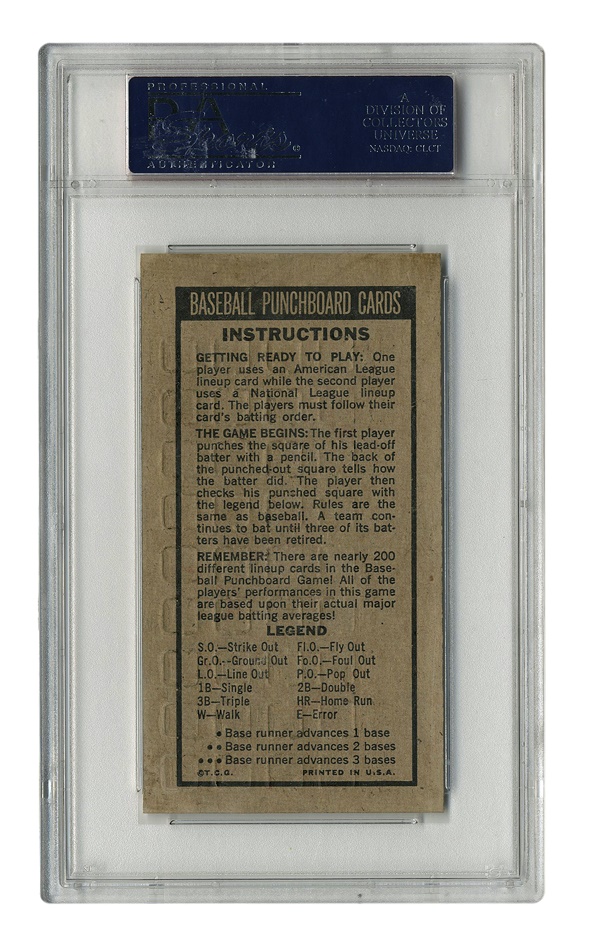 PROFESSIONAL
PSA
AUTHENTICATOR
A
DIVISION OF
COLLECTORS
UNIVERSE
NASDAQ: CLCT
BASEBALL PUNCHBOARD CARDS
INSTRUCTIONS
GETTING READY TO PLAY: One
player uses an American League
lineup card while the second player
uses a National League lineup
card. The players must follow their
card's batting order.
THE GAME BEGINS: The first player
punches the square of his lead-off
batter with a pencil. The back of
the punched-out square tells how
the batter did. The player then
checks his punched square with
the legend below. Rules are the
same as baseball. A team con-
tinues to bat until three of its bat-
ters have been retired.
REMEMBER: There are nearly 200
different lineup cards in the Base-
ball Punchboard Game! All of the
players' performances in this game
are based upon their actual major
league batting averages!
LEGEND
S.O.—Strike Out Fl.O.—Fly Out
Gr.O.--Ground Out Fo.O.—Foul Out
L.O.—Line Out P.O.—Pop Out
1B—Single 2B—Double
3B—Triple HR—Home Run
W—Walk E—Error
• Base runner advances 1 base
•• Base runner advances 2 bases
••• Base runner advances 3 bases
©T.C.G. PRINTED IN U.S.A.